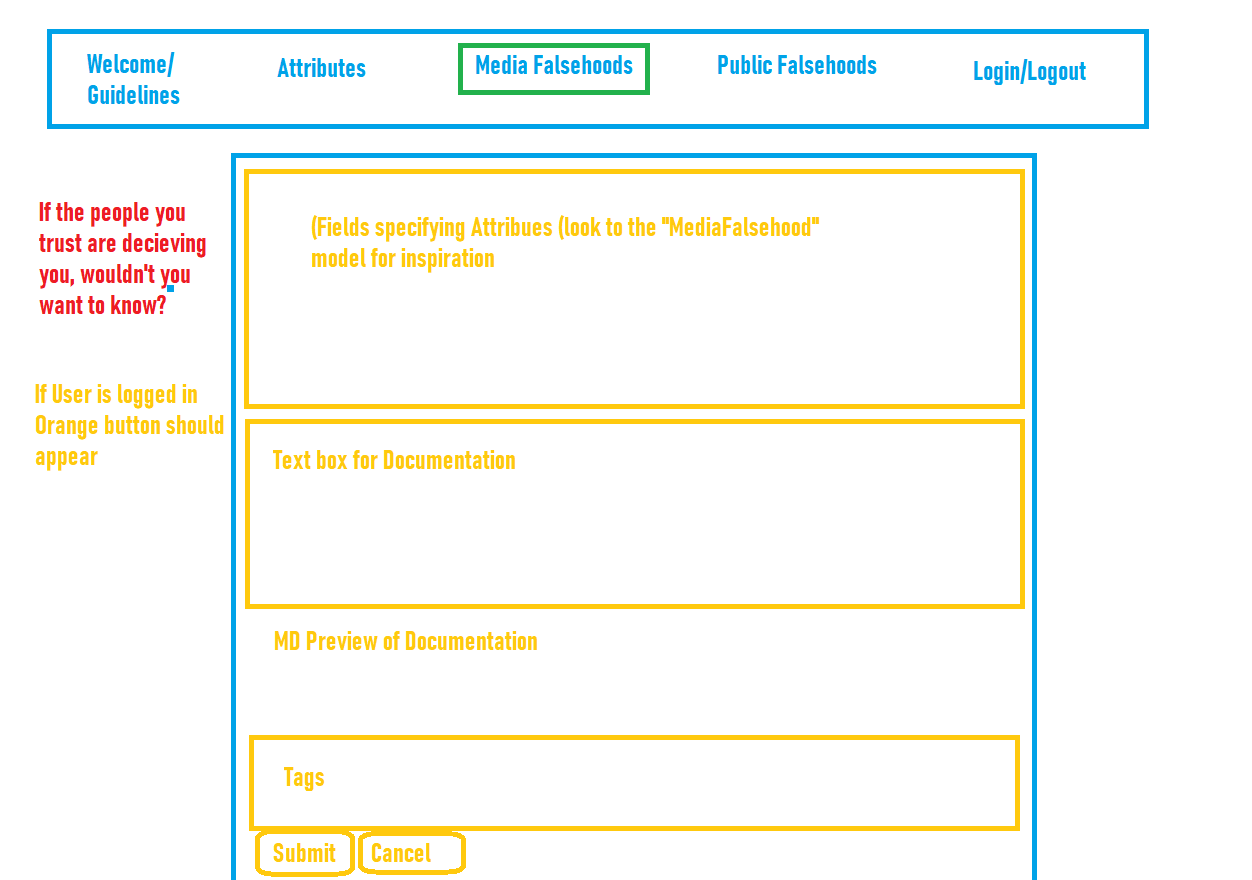 Welcome/
Guidelines
Attributes
Media Falsehoods
Public Falsehoods
Login/Logout
If the people you
trust are decieving
you, wouldn't you
want to know?
If User is logged in
Orange button should
appear
(Fields specifying Attribues (look to the "MediaFalsehood"
model for inspiration
Text box for Documentation
MD Preview of Documentation
Tags
Submit
Cancel